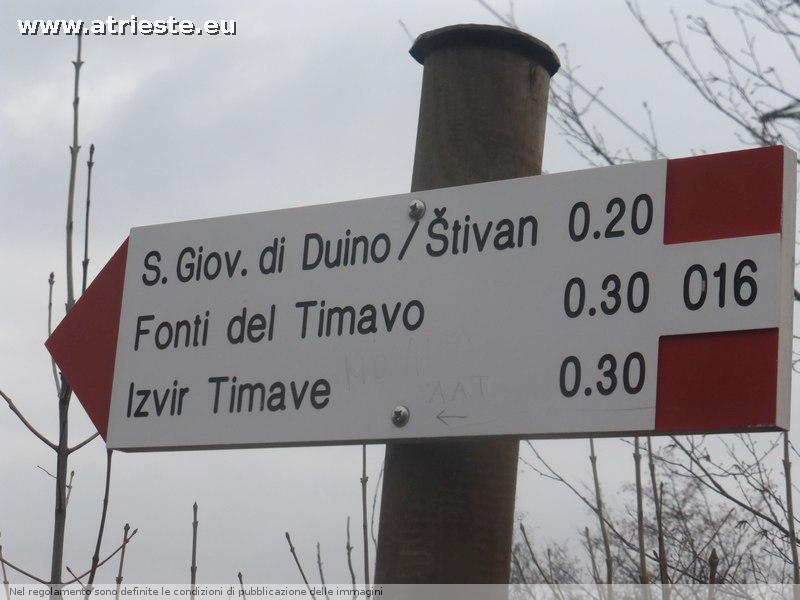 www.atrieste.eu
S. Giov. di Duino / Štivan 0.20
Fonti del Timavo 0.30 016
Izvir Timave 0.30
Nel regolamento sono definite le condizioni di pubblicazione delle immagini